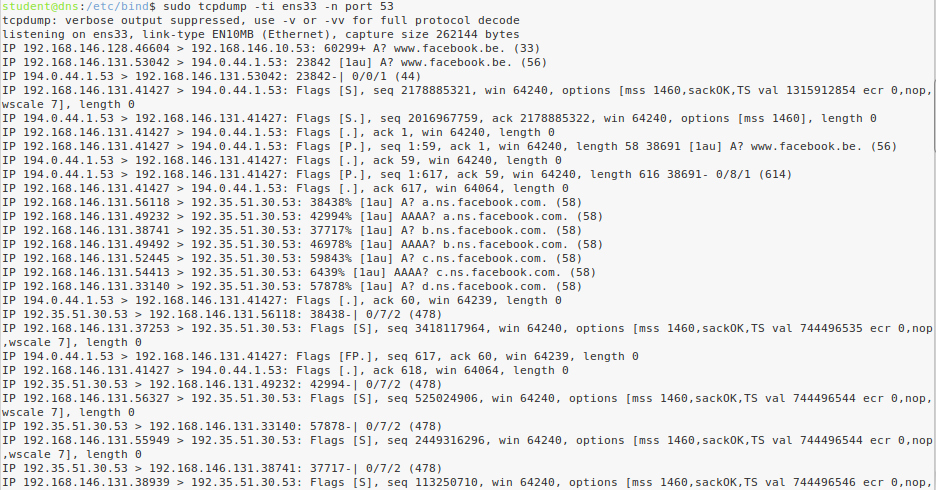 student@dns:/etc/bind$ sudo tcpdump -ti ens33 -n port 53
tcpdump: verbose output suppressed, use -v or -vv for full protocol decode
listening on ens33, link-type EN10MB (Ethernet), capture size 262144 bytes
IP 192.168.146.128.46604 > 192.168.146.10.53: 60299+ A? www.facebook.be. (33)
IP 192.168.146.131.53042 > 194.0.44.1.53: 23842 [1au] A? www.facebook.be. (56)
IP 194.0.44.1.53 > 192.168.146.131.53042: 23842-| 0/0/1 (44)
IP 192.168.146.131.41427 > 194.0.44.1.53: Flags [S], seq 2178885321, win 64240, options [mss 1460,sackOK,TS val 1315912854 ecr 0,nop,
wscale 7], length 0
IP 194.0.44.1.53 > 192.168.146.131.41427: Flags [S.], seq 2016967759, ack 2178885322, win 64240, options [mss 1460], length 0
IP 192.168.146.131.41427 > 194.0.44.1.53: Flags [.], ack 1, win 64240, length 0
IP 192.168.146.131.41427 > 194.0.44.1.53: Flags [P.], seq 1:59, ack 1, win 64240, length 58 38691 [1au] A? www.facebook.be. (56)
IP 194.0.44.1.53 > 192.168.146.131.41427: Flags [.], ack 59, win 64240, length 0
IP 194.0.44.1.53 > 192.168.146.131.41427: Flags [P.], seq 1:617, ack 59, win 64240, length 616 38691- 0/8/1 (614)
IP 192.168.146.131.41427 > 194.0.44.1.53: Flags [.], ack 617, win 64064, length 0
IP 192.168.146.131.56118 > 192.35.51.30.53: 38438% [1au] A? a.ns.facebook.com. (58)
IP 192.168.146.131.49232 > 192.35.51.30.53: 42994% [1au] AAAA? a.ns.facebook.com. (58)
IP 192.168.146.131.38741 > 192.35.51.30.53: 37717% [1au] A? b.ns.facebook.com. (58)
IP 192.168.146.131.49492 > 192.35.51.30.53: 46978% [1au] AAAA? b.ns.facebook.com. (58)
IP 192.168.146.131.52445 > 192.35.51.30.53: 59843% [1au] A? c.ns.facebook.com. (58)
IP 192.168.146.131.54413 > 192.35.51.30.53: 6439% [1au] AAAA? c.ns.facebook.com. (58)
IP 192.168.146.131.33140 > 192.35.51.30.53: 57878% [1au] A? d.ns.facebook.com. (58)
IP 194.0.44.1.53 > 192.168.146.131.41427: Flags [.], ack 60, win 64239, length 0
IP 192.35.51.30.53 > 192.168.146.131.56118: 38438-| 0/7/2 (478)
IP 192.168.146.131.37253 > 192.35.51.30.53: Flags [S], seq 3418117964, win 64240, options [mss 1460,sackOK,TS val 744496535 ecr 0,nop
,wscale 7], length 0
IP 194.0.44.1.53 > 192.168.146.131.41427: Flags [FP.], seq 617, ack 60, win 64239, length 0
IP 192.168.146.131.41427 > 194.0.44.1.53: Flags [.], ack 618, win 64064, length 0
IP 192.35.51.30.53 > 192.168.146.131.49232: 42994-| 0/7/2 (478)
IP 192.168.146.131.56327 > 192.35.51.30.53: Flags [S], seq 525024906, win 64240, options [mss 1460,sackOK,TS val 744496544 ecr 0,nop,
wscale 7], length 0
IP 192.35.51.30.53 > 192.168.146.131.33140: 57878-| 0/7/2 (478)
IP 192.168.146.131.55949 > 192.35.51.30.53: Flags [S], seq 2449316296, win 64240, options [mss 1460,sackOK,TS val 744496544 ecr 0,nop
,wscale 7], length 0
IP 192.35.51.30.53 > 192.168.146.131.38741: 37717-| 0/7/2 (478)
IP 192.168.146.131.38939 > 192.35.51.30.53: Flags [S], seq 113250710, win 64240, options [mss 1460,sackOK,TS val 744496546 ecr 0,nop,